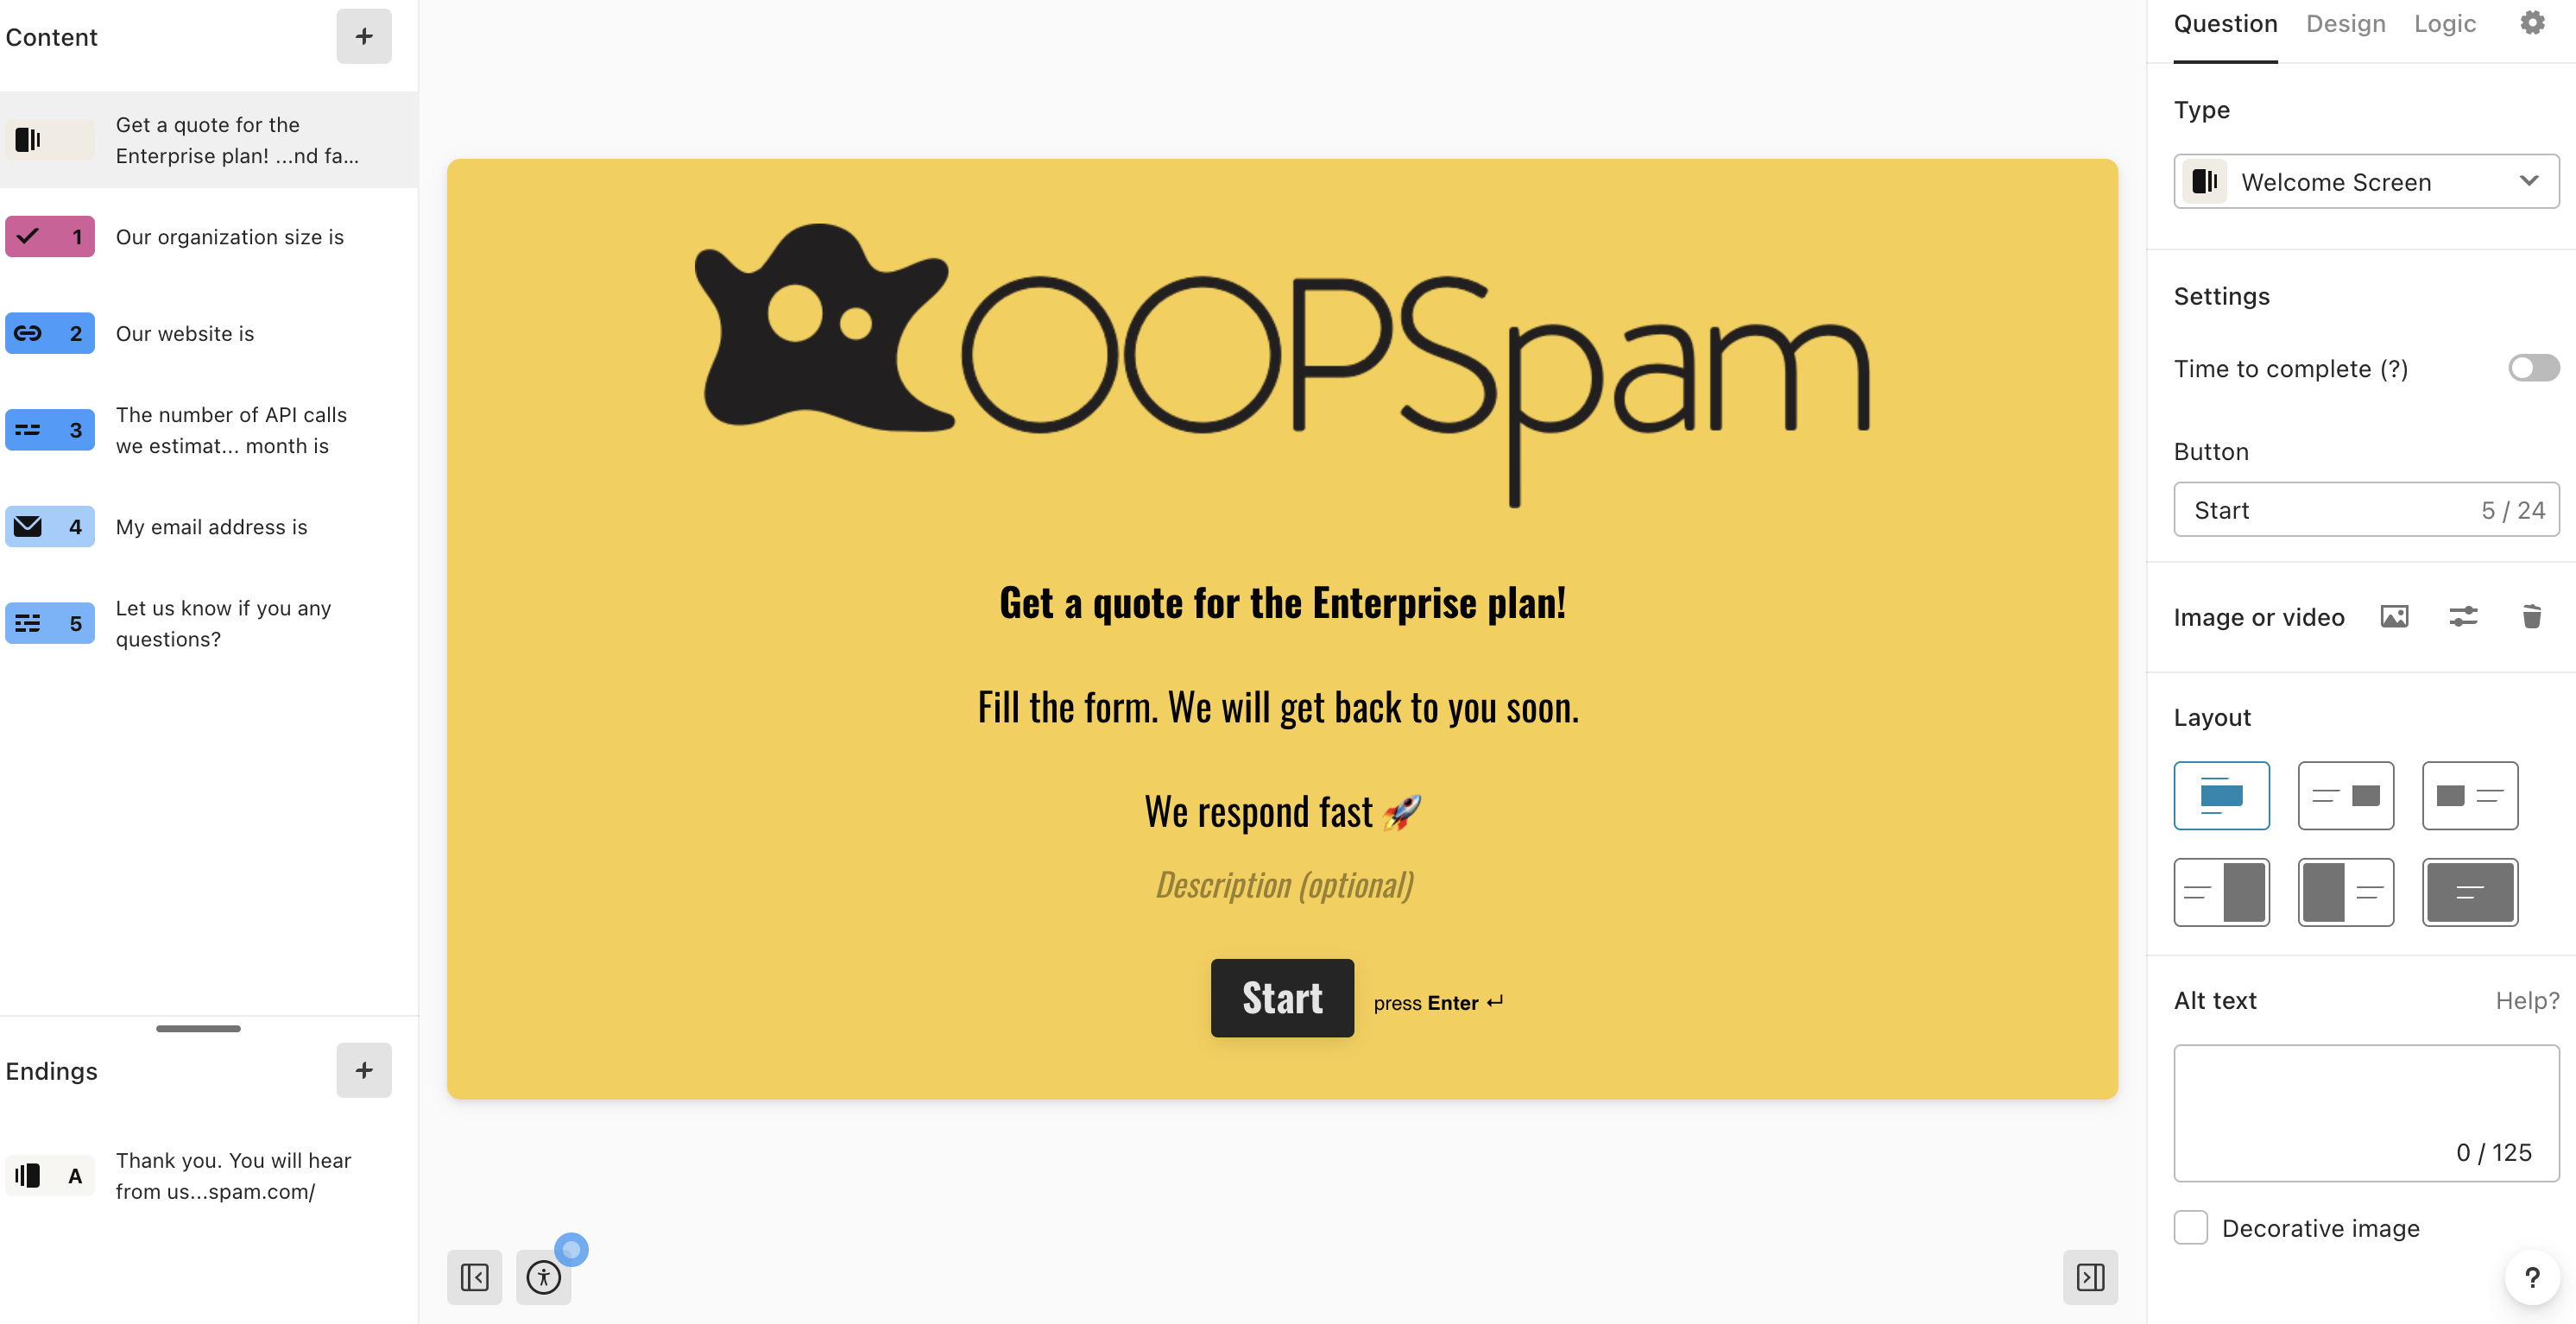 Content
+
Get a quote for the
Enterprise plan! ...nd fa...
1
Our organization size is
2
Our website is
3
The number of API calls
we estimat... month is
4
My email address is
5
Let us know if you any
questions?
Endings
+
A
Thank you. You will hear
from us...spam.com/
OOPSpam
Get a quote for the Enterprise plan!
Fill the form. We will get back to you soon.
We respond fast 🚀
Description (optional)
Start
press Enter ↵
Question
Design
Logic
Type
Welcome Screen
Settings
Time to complete (?)
Button
Start
5 / 24
Image or video
Layout
Alt text
Help?
0 / 125
Decorative image
?